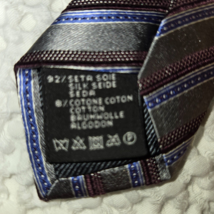 92% SETA SOIE
SILK SEIDE
SEDA
8% COTONE COTON
COTTON
BAUMWOLLE
ALGODON